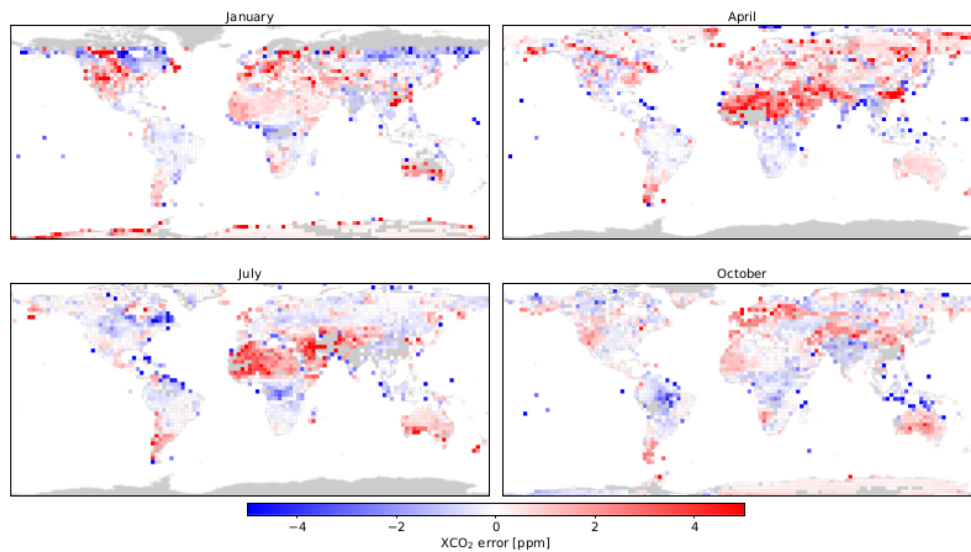 January
April
July
October
−4 −2 0 2 4
XCO₂ error [ppm]